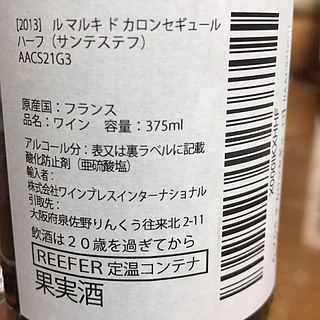 [2013] ル マルキ ド カロンセギュール
ハーフ（サンテステフ）
AACS21G3
原産国：フランス
品名：ワイン 容量：375ml
アルコール分：表又は裏ラベルに記載
酸化防止剤（亜硫酸塩）
輸入者：
株式会社ワインプレスインターナショナル
引取先：
大阪府泉佐野りんくう往来北 2-11
飲酒は２０歳を過ぎてから
REEFER 定温コンテナ
果実酒